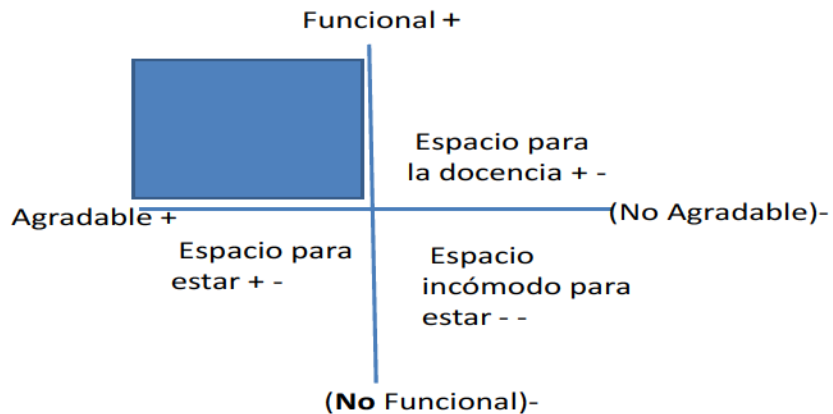 Funcional +
Espacio para
la docencia + -
Agradable +
(No Agradable)-
Espacio para
estar + -
Espacio
incómodo para
estar - -
(No Funcional)-